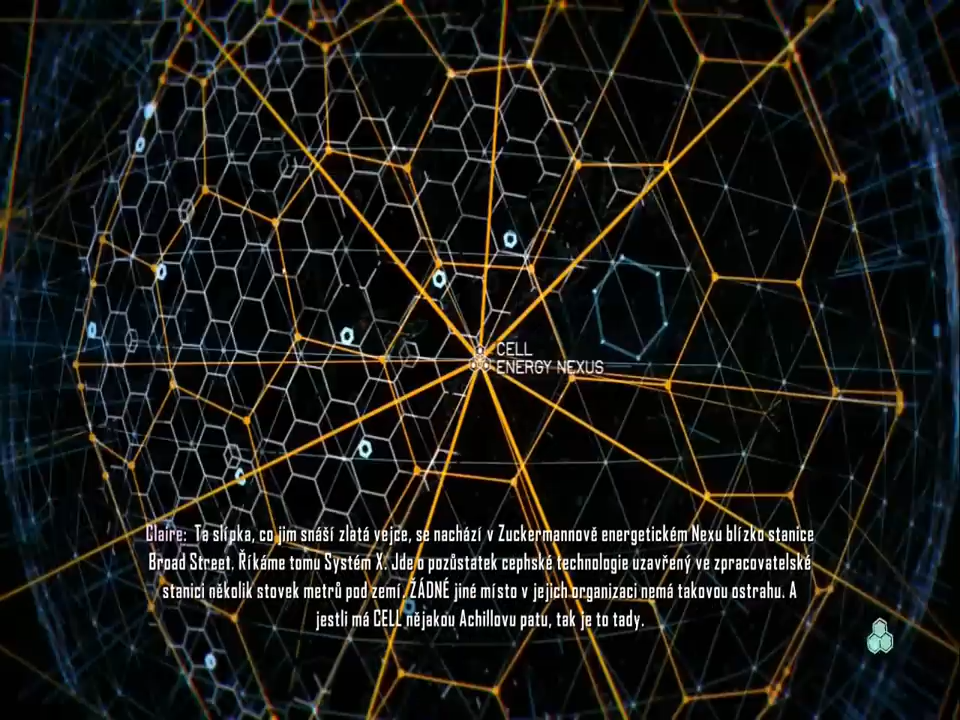 CELL
ENERGY NEXUS
Claire: Ta slípka, co jim snáší zlatá vejce, se nachází v Zuckermannově energetickém Nexu blízko stanice
Broad Street. Říkáme tomu Systém X. Jde o pozůstatek cephské technologie uzavřený ve zpracovatelské
stanici několik stovek metrů pod zemí. ŽÁDNÉ jiné místo v jejich organizaci nemá takovou ostrahu. A
jestli má CELL nějakou Achillovu patu, tak je to tady.